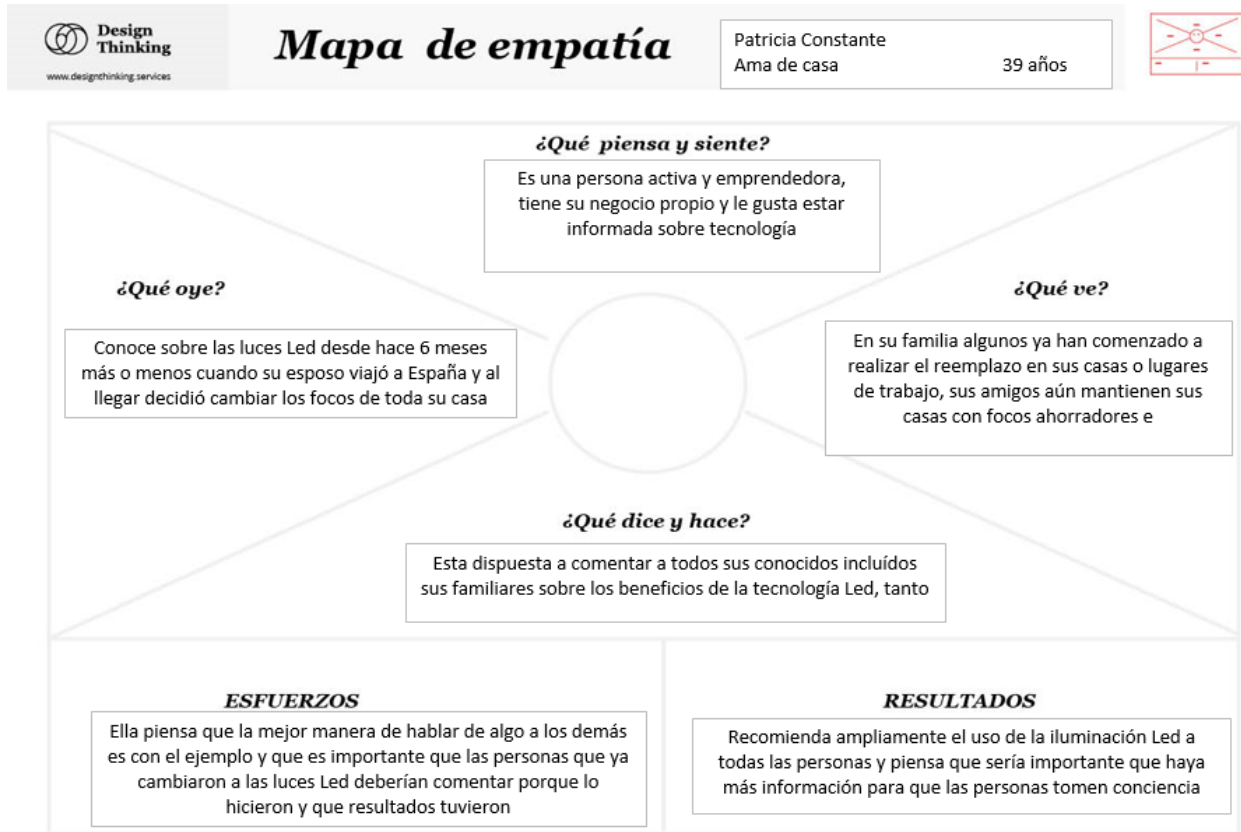 Design
Thinking
www.designthinking.services
Mapa de empatía
Patricia Constante
Ama de casa 39 años
¿Qué piensa y siente?
Es una persona activa y emprendedora,
tiene su negocio propio y le gusta estar
informada sobre tecnología
¿Qué oye?
Conoce sobre las luces Led desde hace 6 meses
más o menos cuando su esposo viajó a España y al
llegar decidió cambiar los focos de toda su casa
¿Qué ve?
En su familia algunos ya han comenzado a
realizar el reemplazo en sus casas o lugares
de trabajo, sus amigos aún mantienen sus
casas con focos ahorradores e
¿Qué dice y hace?
Esta dispuesta a comentar a todos sus conocidos incluídos
sus familiares sobre los beneficios de la tecnología Led, tanto
ESFUERZOS
Ella piensa que la mejor manera de hablar de algo a los demás
es con el ejemplo y que es importante que las personas que ya
cambiaron a las luces Led deberían comentar porque lo
hicieron y que resultados tuvieron
RESULTADOS
Recomienda ampliamente el uso de la iluminación Led a
todas las personas y piensa que sería importante que haya
más información para que las personas tomen conciencia